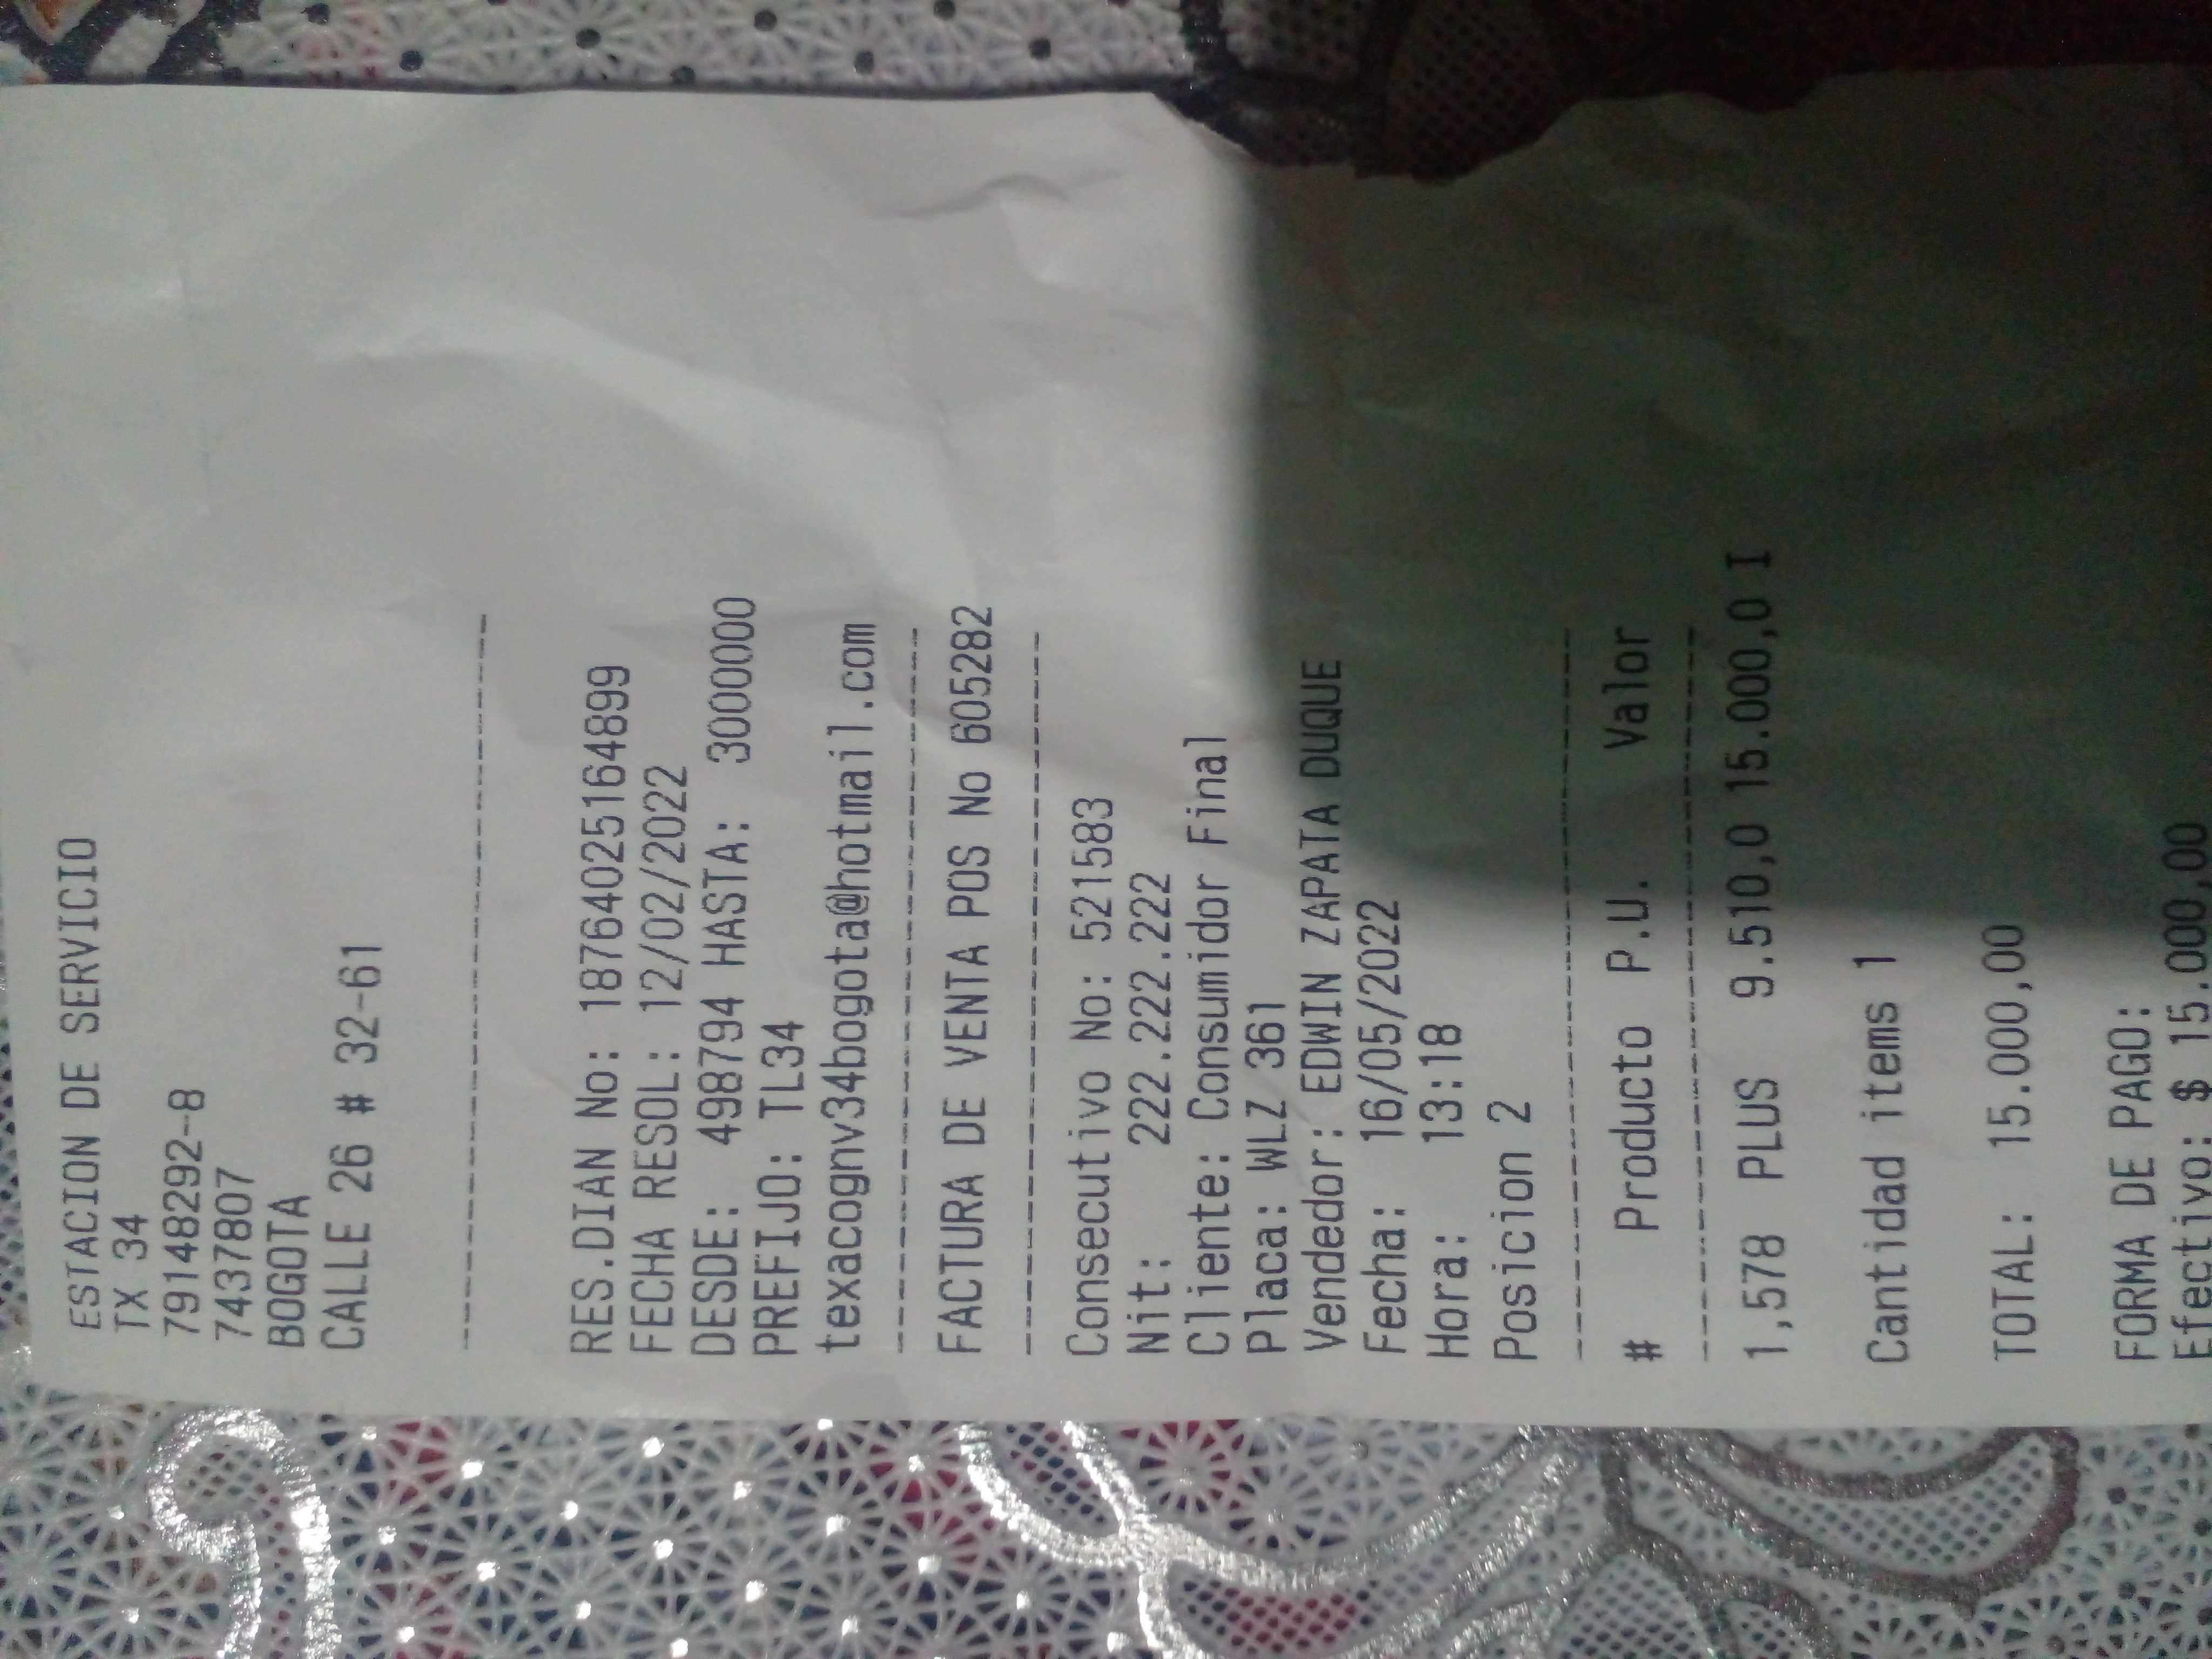 ESTACION DE SERVICIO
TX 34
79148292-8
7437807
BOGOTA
CALLE 26 # 32-61
------------------------------
RES.DIAN No: 18764025164899
FECHA RESOL: 12/02/2022
DESDE: 498794 HASTA: 3000000
PREFIJO: TL34
texacognv34bogota@hotmail.com
------------------------------
FACTURA DE VENTA POS No 605282
------------------------------
Consecutivo No: 521583
Nit: 222.222.222
Cliente: Consumidor Final
Placa: WLZ 361
Vendedor: EDWIN ZAPATA DUQUE
Fecha: 16/05/2022
Hora: 13:18
Posicion 2
------------------------------
# Producto P.U. Valor
------------------------------
1,578 PLUS 9.510,0 15.000,0 I
Cantidad items 1
TOTAL: 15.000,00
FORMA DE PAGO:
Efectivo: $ 15.000,00